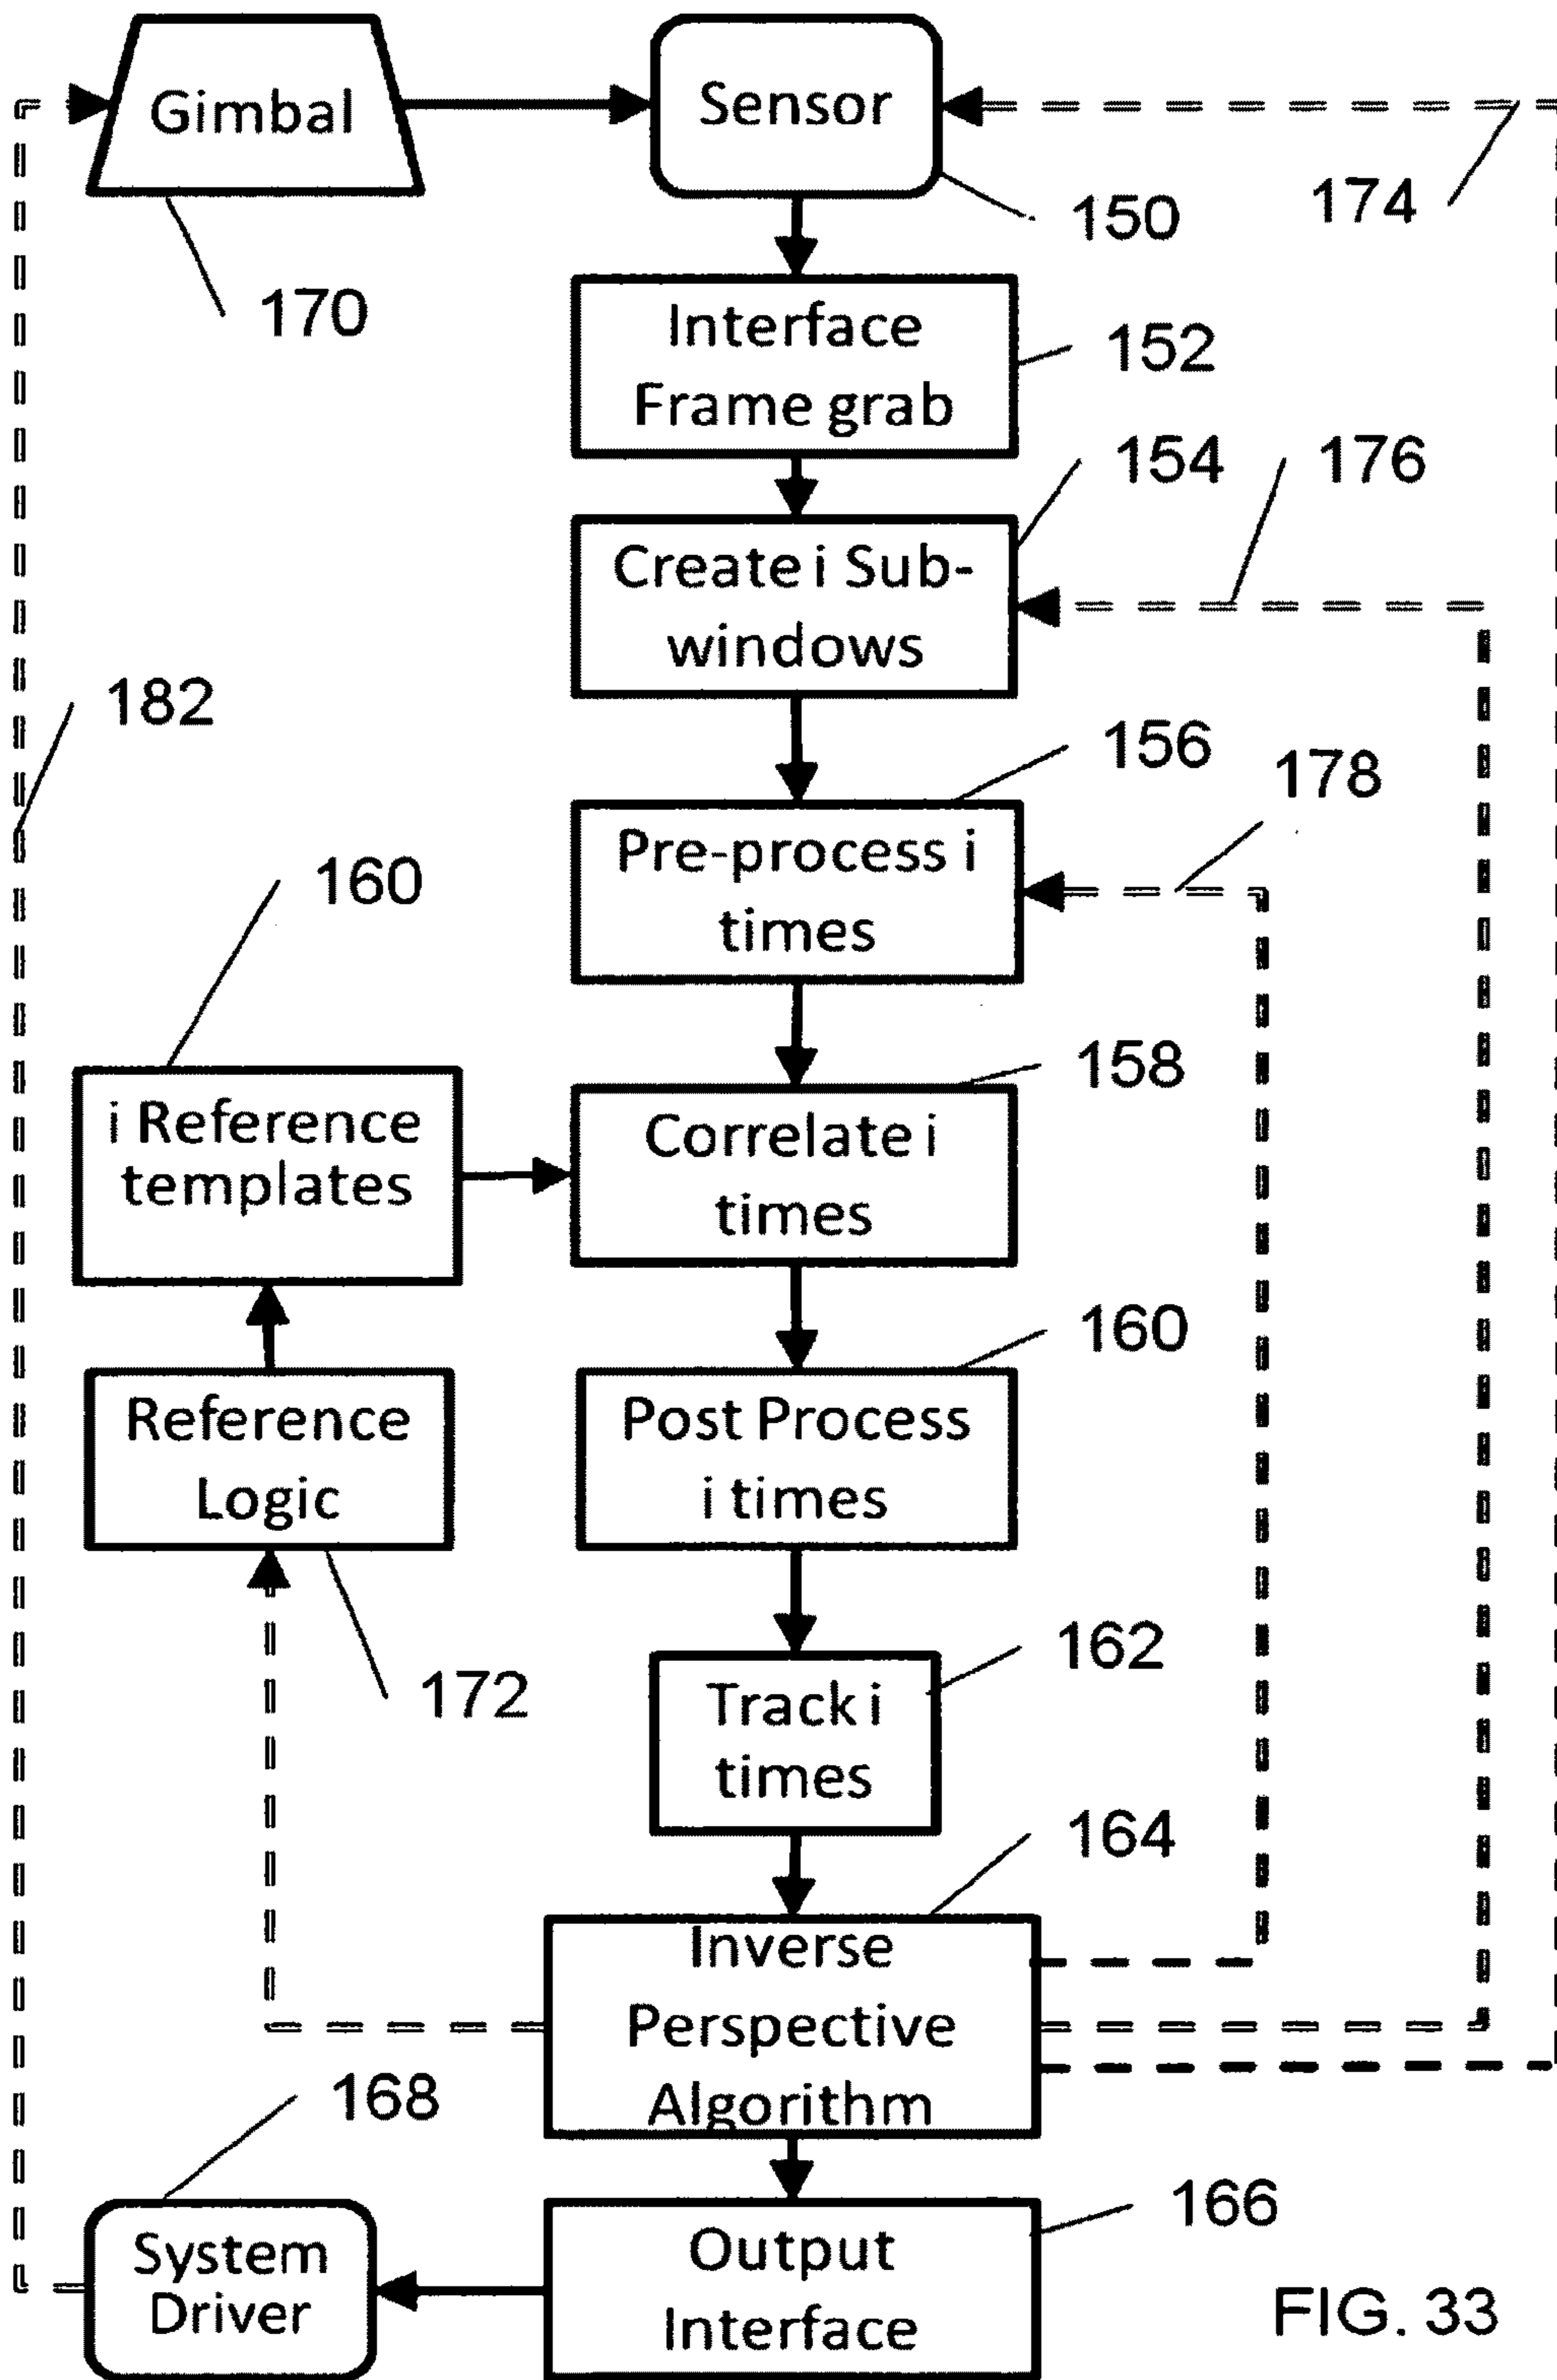 Gimbal
Sensor
174
150
170
Interface
Frame grab
152
154
176
Create i Sub-
windows
182
156
178
Pre-process i
times
160
158
i Reference
templates
Correlate i
times
160
Reference
Logic
Post Process
i times
162
172
Track i
times
164
Inverse
Perspective
Algorithm
168
166
System
Driver
Output
Interface
FIG. 33